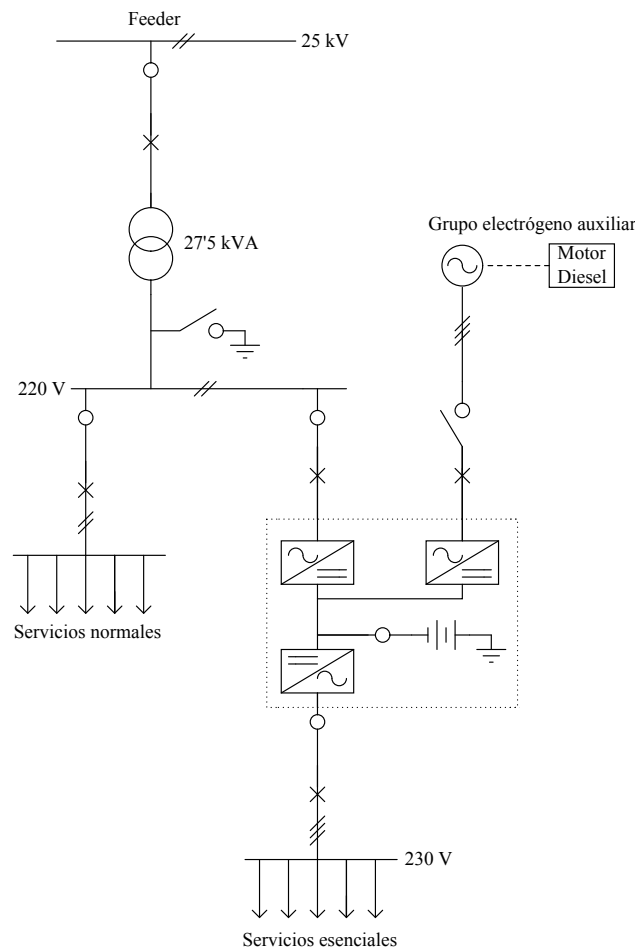 Feeder
25 kV
27'5 kVA
Grupo electrógeno auxiliar
Motor
Diesel
220 V
Servicios normales
230 V
Servicios esenciales